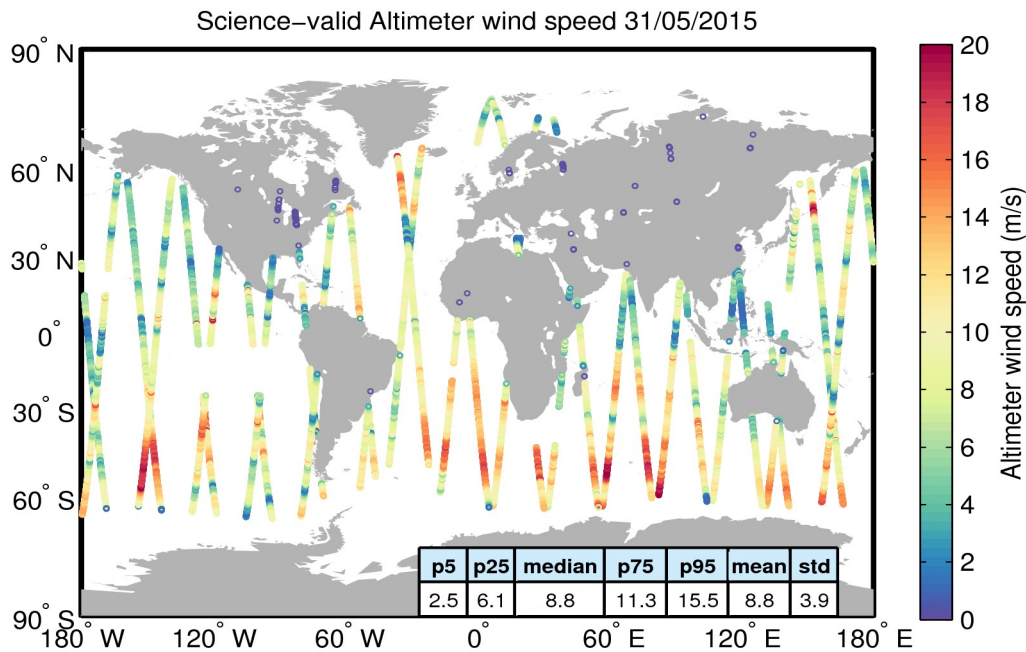 Science−valid Altimeter wind speed 31/05/2015
90° N
60° N
30° N
0°
30° S
60° S
90° S
180° W
120° W
60° W
0°
60° E
120° E
180° E
p5 p25 median p75 p95 mean std
2.5 6.1 8.8 11.3 15.5 8.8 3.9
20
18
16
14
12
10
8
6
4
2
0
Altimeter wind speed (m/s)